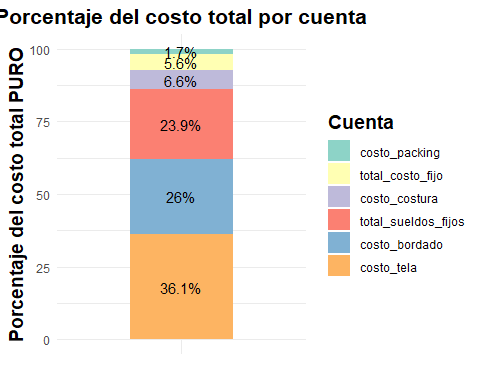 Porcentaje del costo total por cuenta
Porcentaje del costo total PURO
100
75
50
25
0
1.7%
5.6%
6.6%
23.9%
26%
36.1%
Cuenta
costo_packing
total_costo_fijo
costo_costura
total_sueldos_fijos
costo_bordado
costo_tela